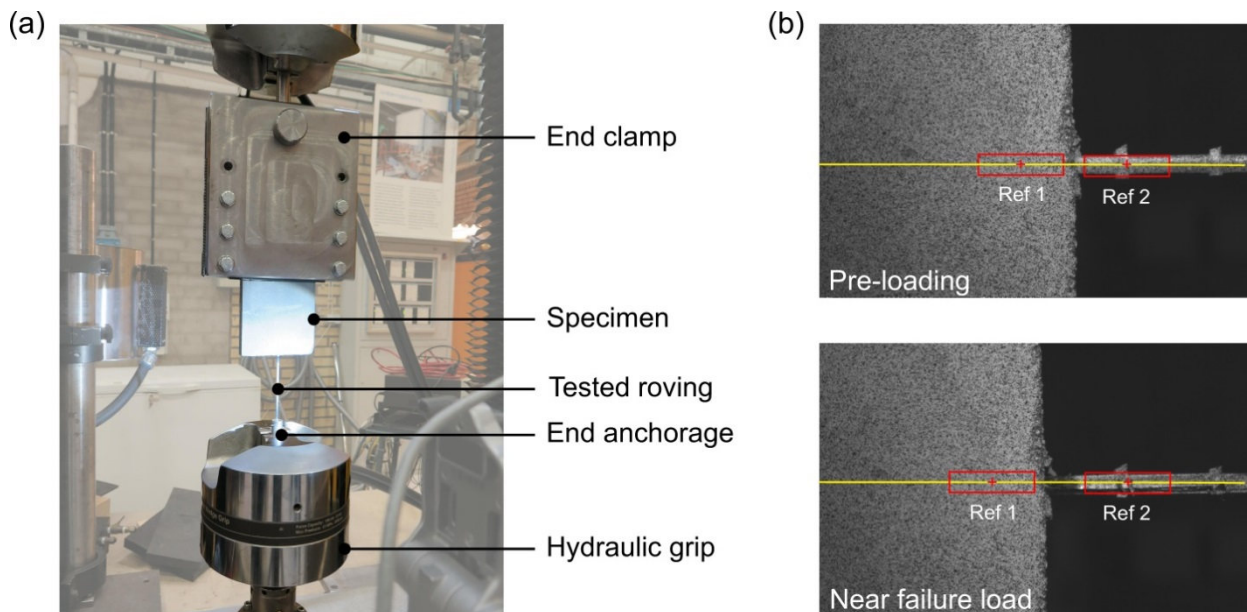 (a)
End clamp
Specimen
Tested roving
End anchorage
Hydraulic grip
(b)
Ref 1
Ref 2
Pre-loading
Ref 1
Ref 2
Near failure load